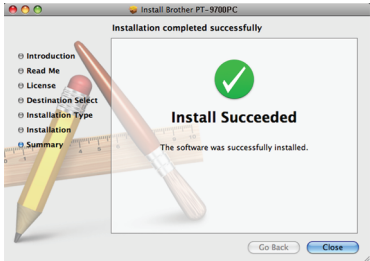 Install Brother PT-9700PC
Installation completed successfully
Introduction
Read Me
License
Destination Select
Installation Type
Installation
Summary
Install Succeeded
The software was successfully installed.
Go Back
Close